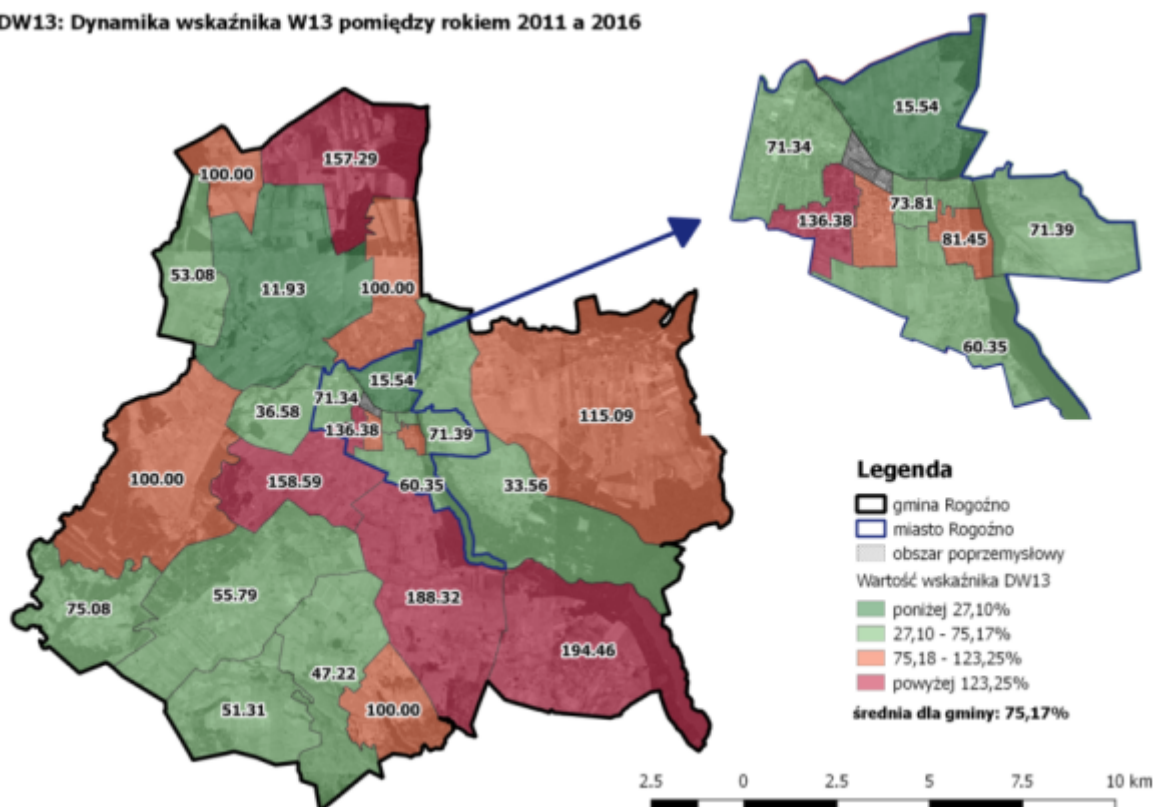 DW13: Dynamika wskaźnika W13 pomiędzy rokiem 2011 a 2016
15.54
71.34
73.81
136.38
81.45
71.39
60.35
157.29
100.00
53.08
11.93
100.00
15.54
71.34
36.58
136.38
71.39
115.09
100.00
158.59
60.35
33.56
75.08
55.79
188.32
194.46
47.22
51.31
100.00
Legenda
gmina Rogoźno
miasto Rogoźno
obszar poprzemysłowy
Wartość wskaźnika DW13
poniżej 27,10%
27,10 - 75,17%
75,18 - 123,25%
powyżej 123,25%
średnia dla gminy: 75,17%
2.5 0 2.5 5 7.5 10 km